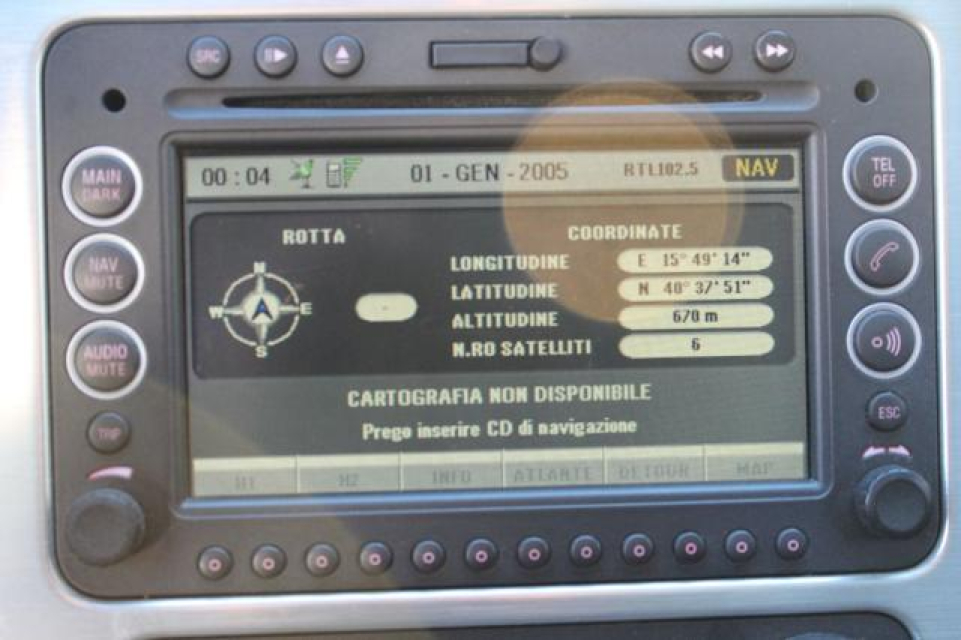 SRC
MAIN DARK
NAV MUTE
AUDIO MUTE
TRIP
TEL OFF
ESC
00 : 04 01 - GEN - 2005 RTL102.5 NAV
ROTTA
N
W E
S
-
COORDINATE
LONGITUDINE E 15° 49' 14"
LATITUDINE N 40° 37' 51"
ALTITUDINE 670 m
N.RO SATELLITI 6
CARTOGRAFIA NON DISPONIBILE
Prego inserire CD di navigazione
H1 H2 INFO ATLANTE DETOUR MAP